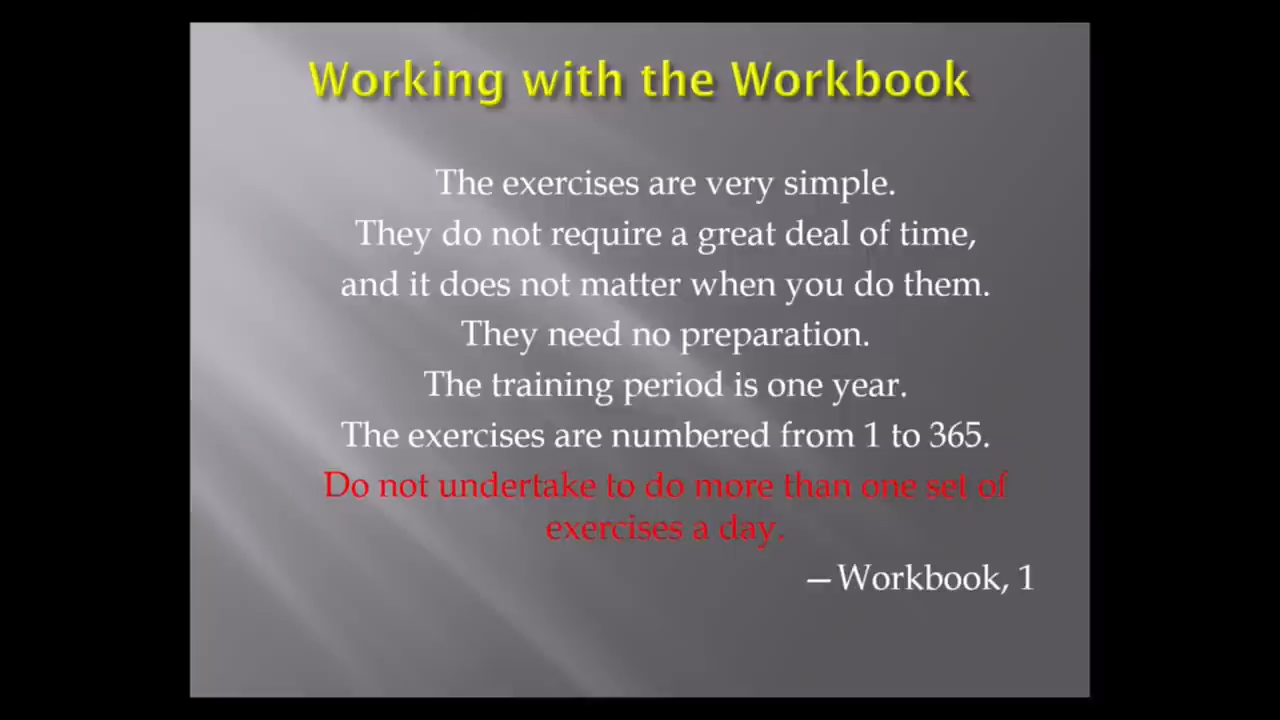 Working with the Workbook
The exercises are very simple.
They do not require a great deal of time,
and it does not matter when you do them.
They need no preparation.
The training period is one year.
The exercises are numbered from 1 to 365.
Do not undertake to do more than one set of
exercises a day.
—Workbook, 1